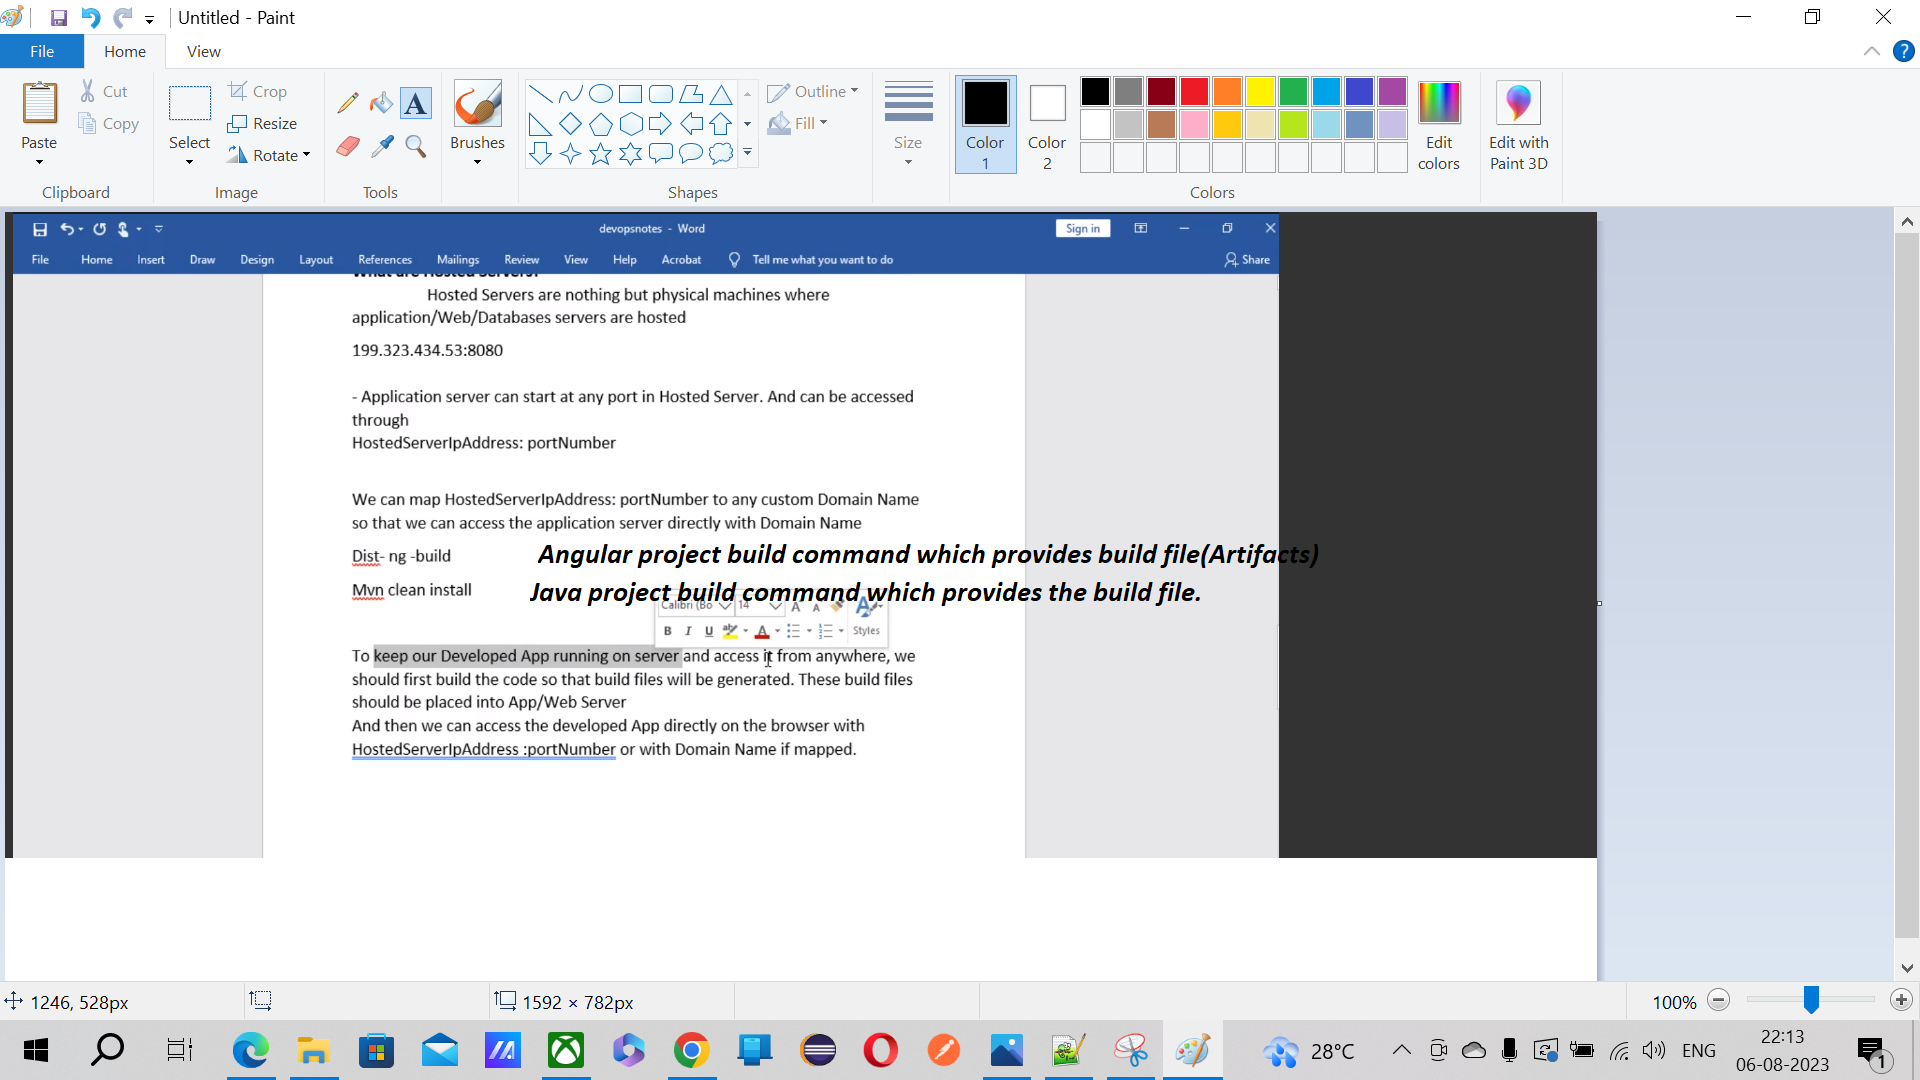 Untitled - Paint
File Home View
Paste
Cut
Copy
Clipboard
Select
Crop
Resize
Rotate
Image
Tools
Brushes
Outline
Fill
Shapes
Size
Color 1
Color 2
Edit colors
Edit with Paint 3D
Colors
devopsnotes - Word
Sign in
File Home Insert Draw Design Layout References Mailings Review View Help Acrobat Tell me what you want to do Share
What are Hosted Servers?
Hosted Servers are nothing but physical machines where
application/Web/Databases servers are hosted
199.323.434.53:8080
- Application server can start at any port in Hosted Server. And can be accessed
through
HostedServerIpAddress: portNumber
We can map HostedServerIpAddress: portNumber to any custom Domain Name
so that we can access the application server directly with Domain Name
Dist- ng -build Angular project build command which provides build file(Artifacts)
Mvn clean install Java project build command which provides the build file.
Calibri (Bo 14
B I U Styles
To keep our Developed App running on server and access it from anywhere, we
should first build the code so that build files will be generated. These build files
should be placed into App/Web Server
And then we can access the developed App directly on the browser with
HostedServerIpAddress :portNumber or with Domain Name if mapped.
1246, 528px
1592 × 782px
100%
28°C
ENG
22:13
06-08-2023
1